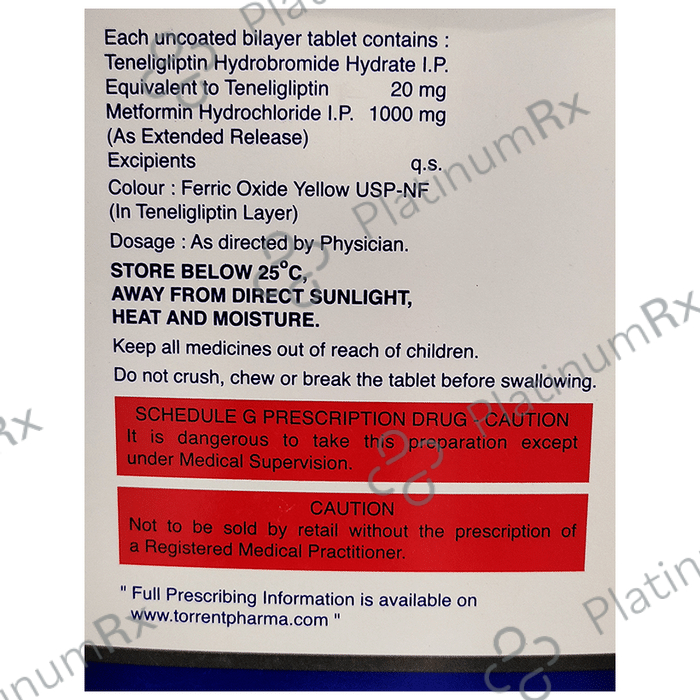 Each uncoated bilayer tablet contains :
Teneligliptin Hydrobromide Hydrate I.P.
Equivalent to Teneligliptin 20 mg
Metformin Hydrochloride I.P. 1000 mg
(As Extended Release)
Excipients q.s.
Colour : Ferric Oxide Yellow USP-NF
(In Teneligliptin Layer)
Dosage : As directed by Physician.
STORE BELOW 25°C,
AWAY FROM DIRECT SUNLIGHT,
HEAT AND MOISTURE.
Keep all medicines out of reach of children.
Do not crush, chew or break the tablet before swallowing.
SCHEDULE G PRESCRIPTION DRUG - CAUTION
It is dangerous to take this preparation except
under Medical Supervision.
CAUTION
Not to be sold by retail without the prescription of
a Registered Medical Practitioner.
" Full Prescribing Information is available on
www.torrentpharma.com "
PlatinumRx
PlatinumRx
PlatinumRx
PlatinumRx
PlatinumRx
Rx